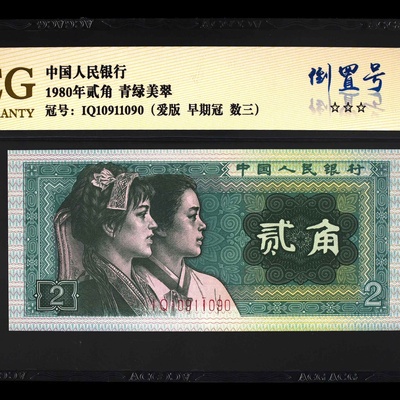 CG
RANTY
中国人民银行
1980年贰角 青绿美翠
冠号：IQ10911090（爱版 早期冠 数三）
倒置号
☆☆☆
中国人民银行
贰角
2
IQ10911090
2